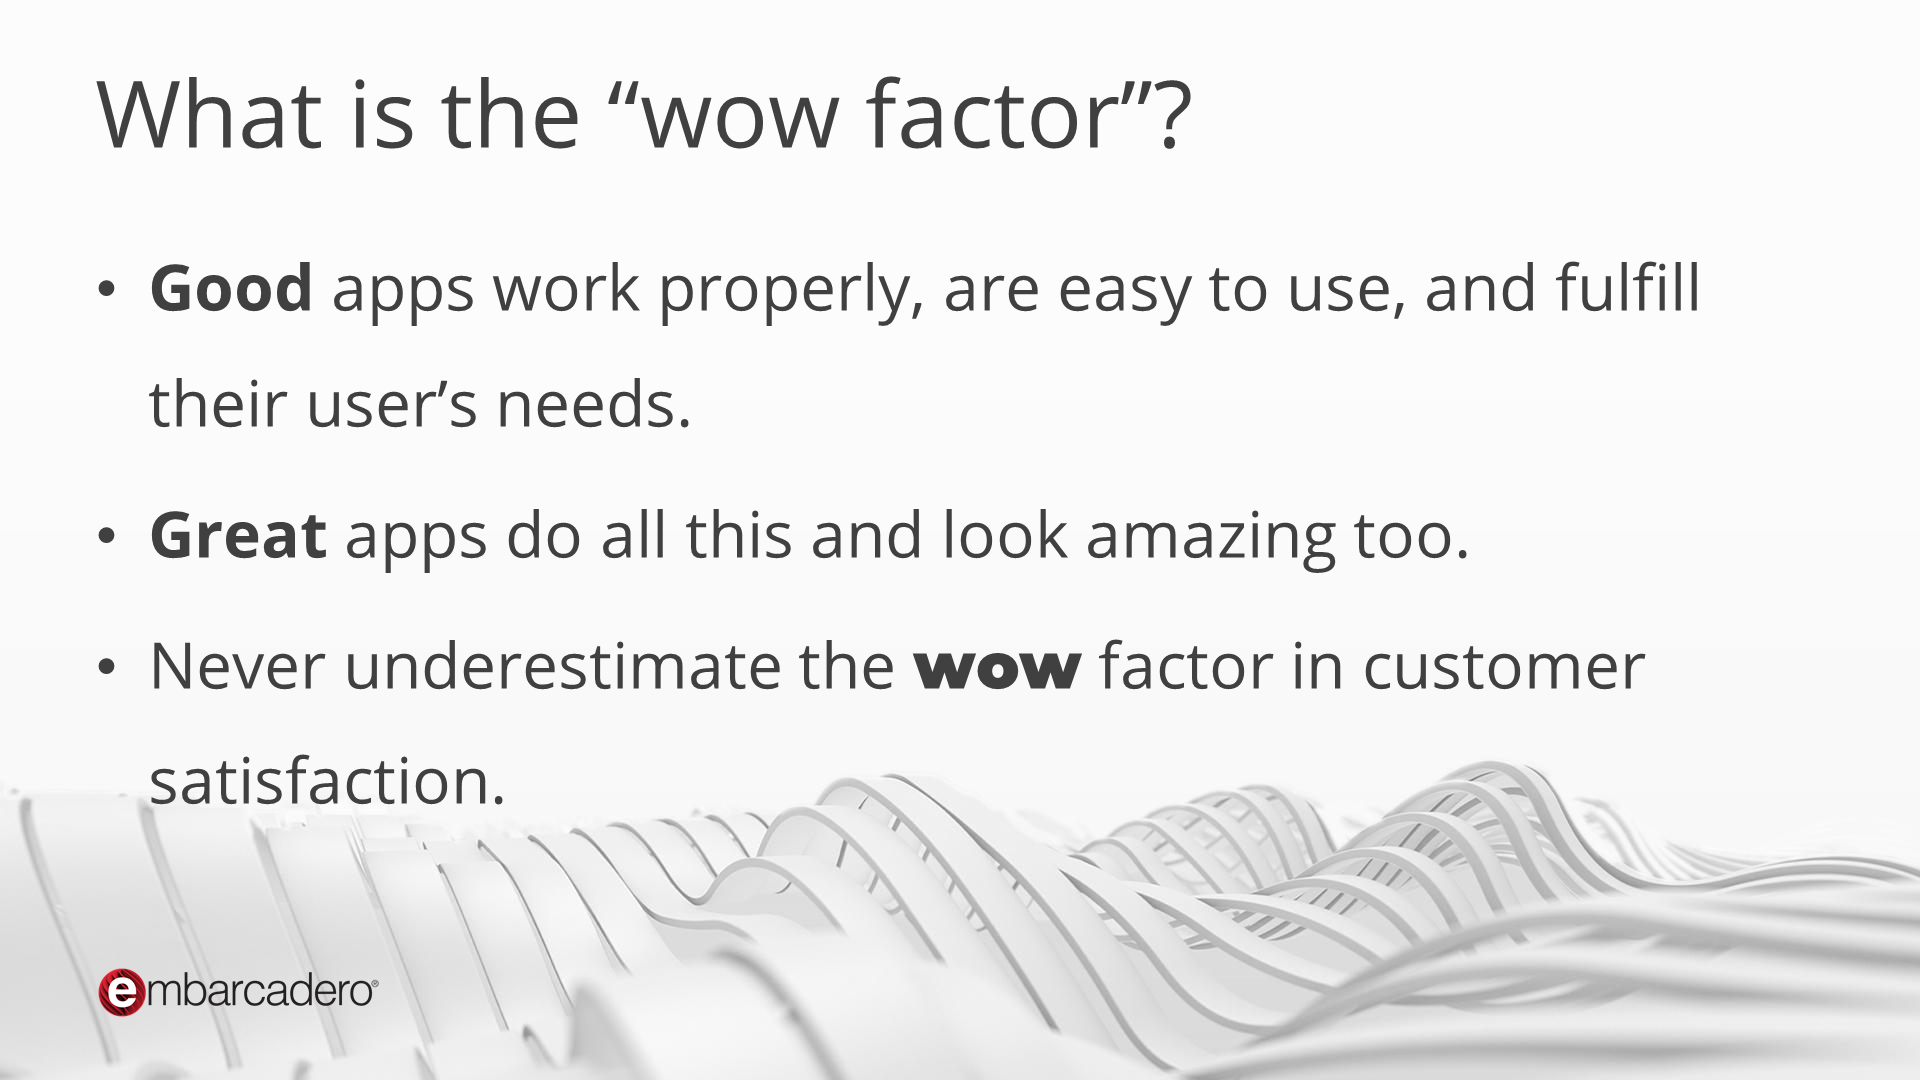 What is the “wow factor”?
• Good apps work properly, are easy to use, and fulfill
their user’s needs.
• Great apps do all this and look amazing too.
• Never underestimate the wow factor in customer
satisfaction.
embarcadero®